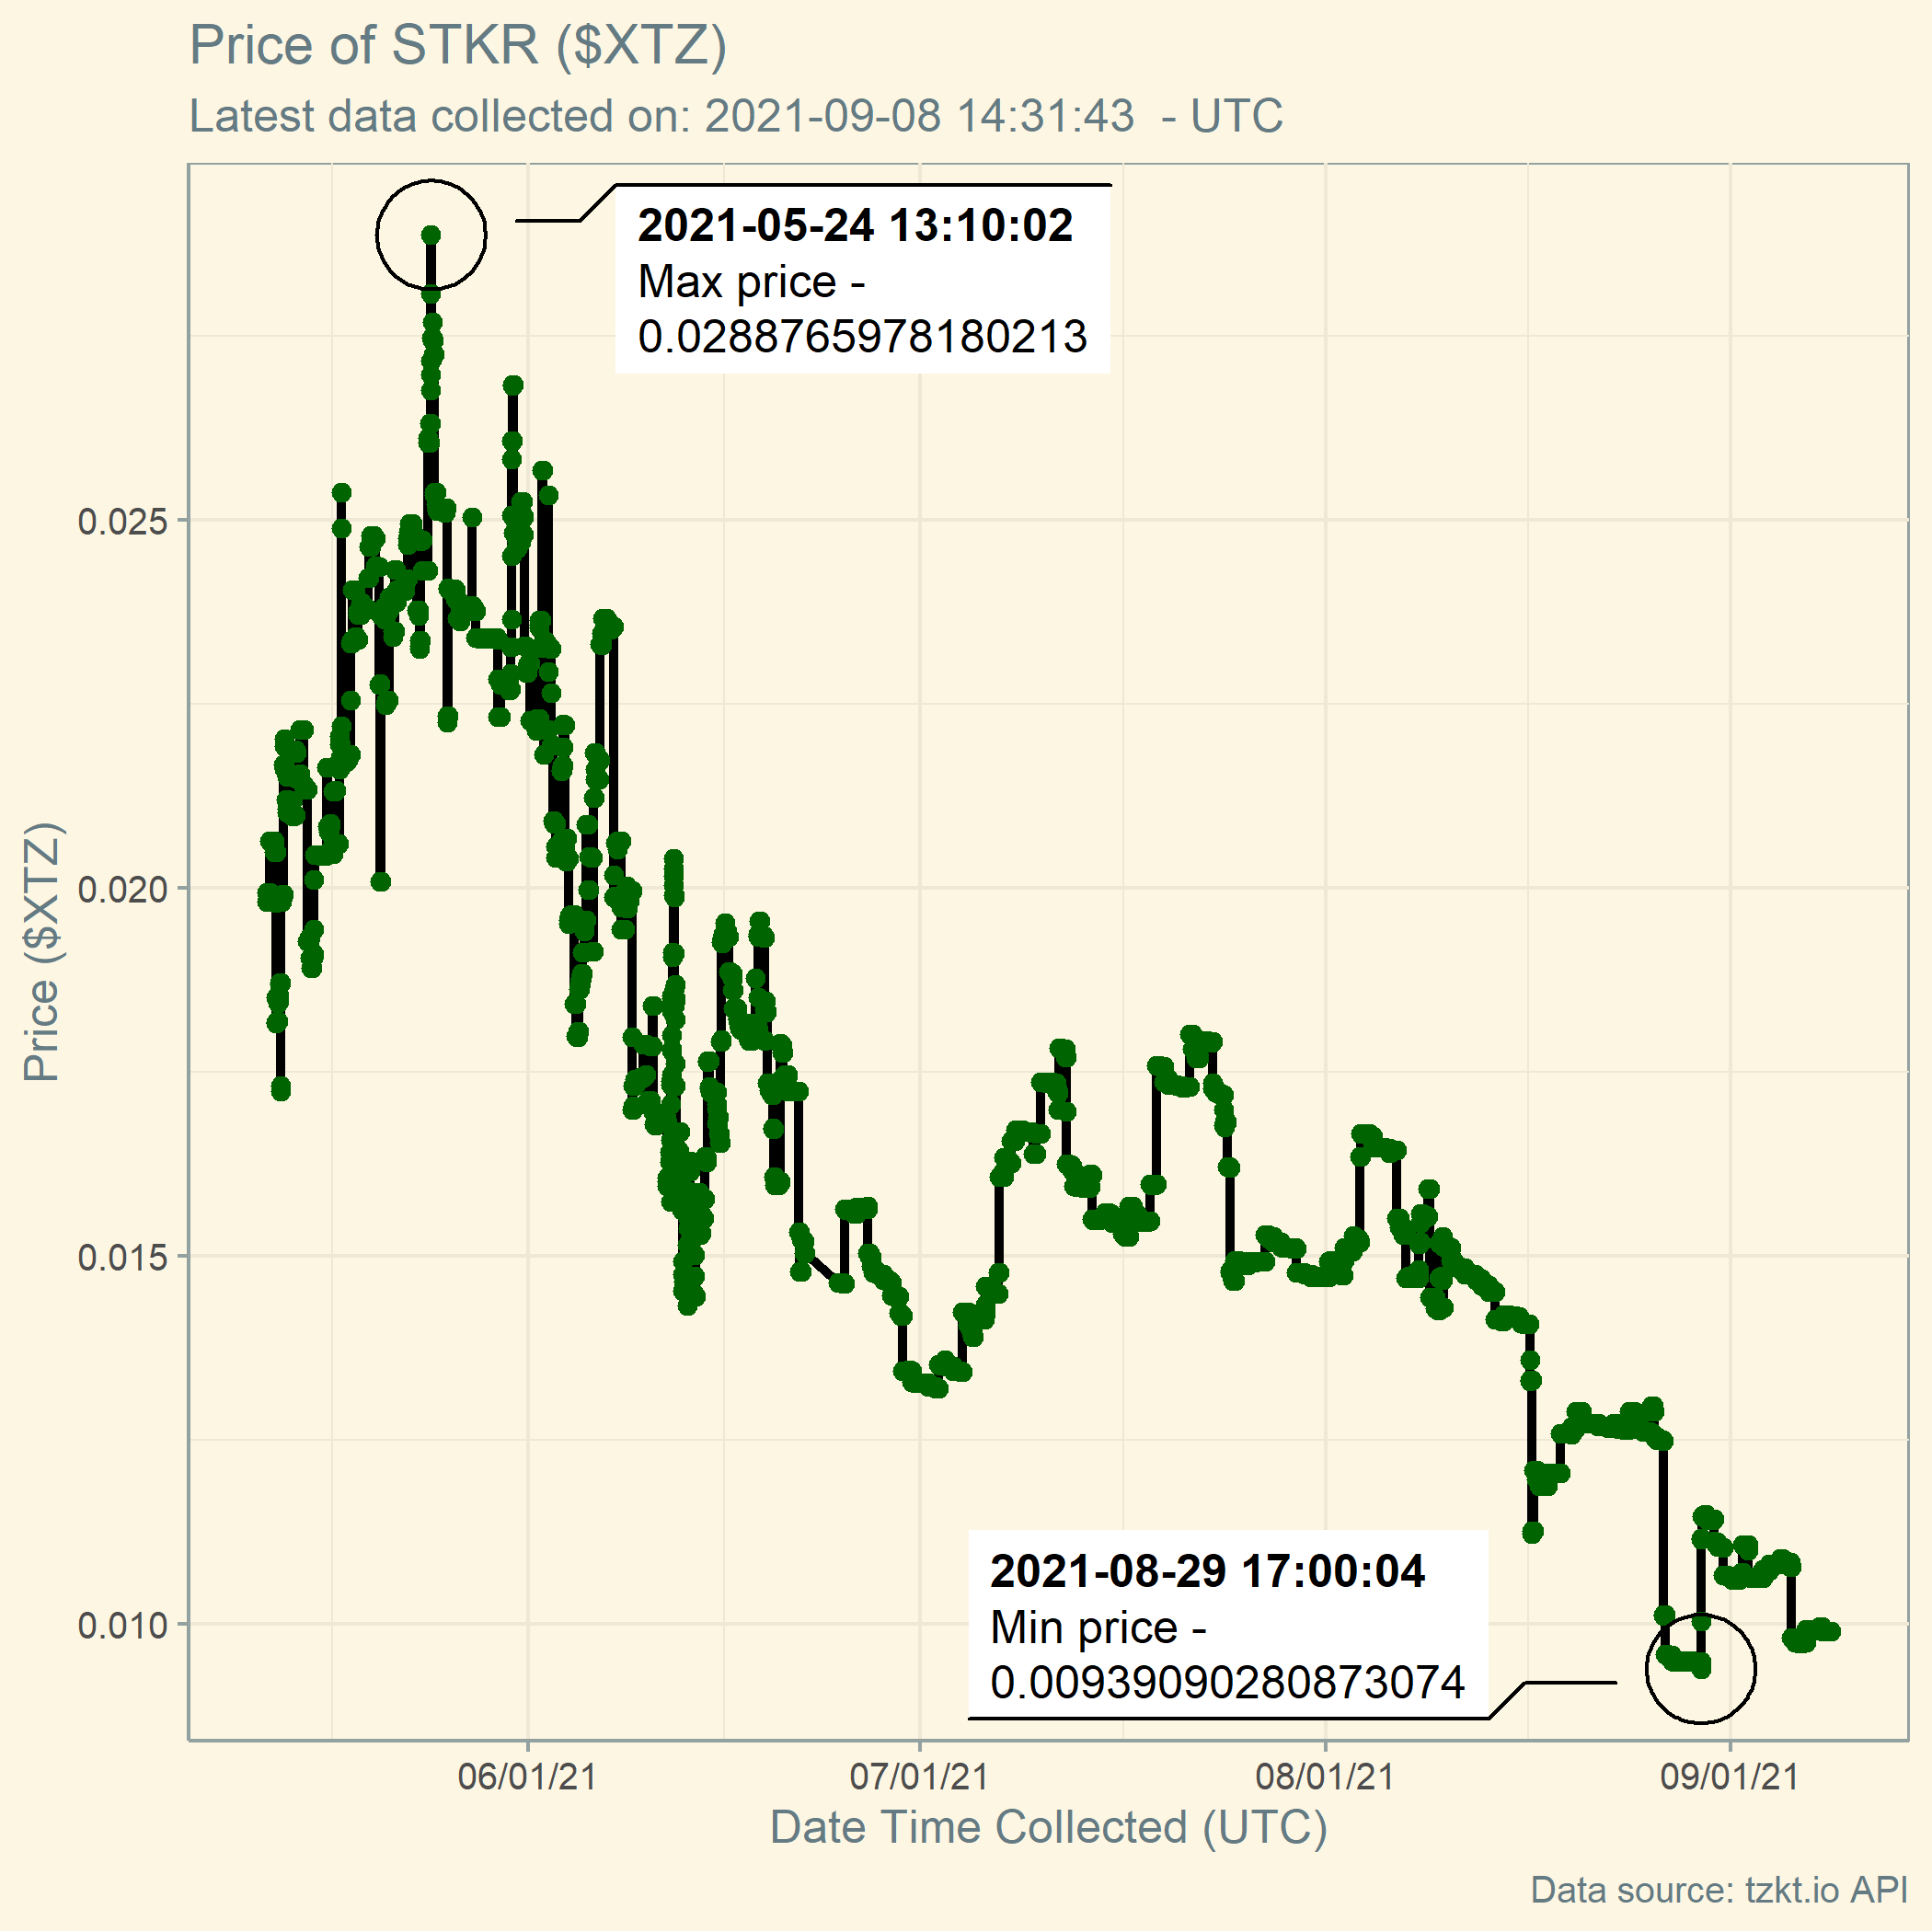 Price of STKR ($XTZ)
Latest data collected on: 2021-09-08 14:31:43  - UTC
2021-05-24 13:10:02
Max price -
0.0288765978180213
0.025
0.020
0.015
0.010
Price ($XTZ)
2021-08-29 17:00:04
Min price -
0.00939090280873074
06/01/21
07/01/21
08/01/21
09/01/21
Date Time Collected (UTC)
Data source: tzkt.io API